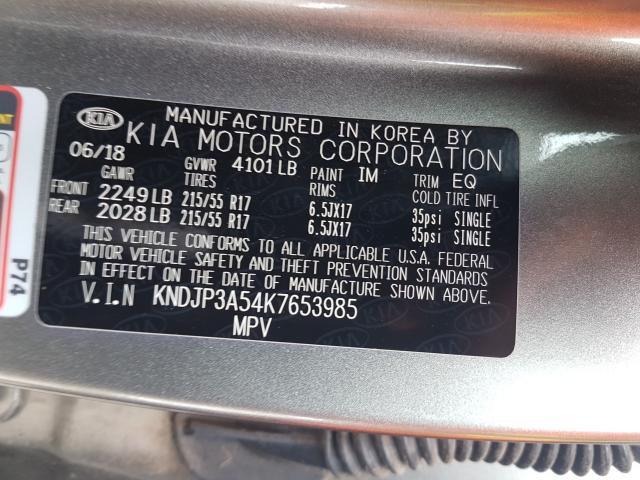 KIA
MANUFACTURED IN KOREA BY
KIA MOTORS CORPORATION
06/18 GVWR 4101 LB PAINT IM TRIM EQ
GAWR TIRES RIMS COLD TIRE INFL
FRONT 2249 LB 215/55 R17 6.5JX17 35psi SINGLE
REAR 2028 LB 215/55 R17 6.5JX17 35psi SINGLE
THIS VEHICLE CONFORMS TO ALL APPLICABLE U.S.A. FEDERAL
MOTOR VEHICLE SAFETY AND THEFT PREVENTION STANDARDS
IN EFFECT ON THE DATE OF MANUFACTURE SHOWN ABOVE.
V.I.N KNDJP3A54K7653985
MPV
P74